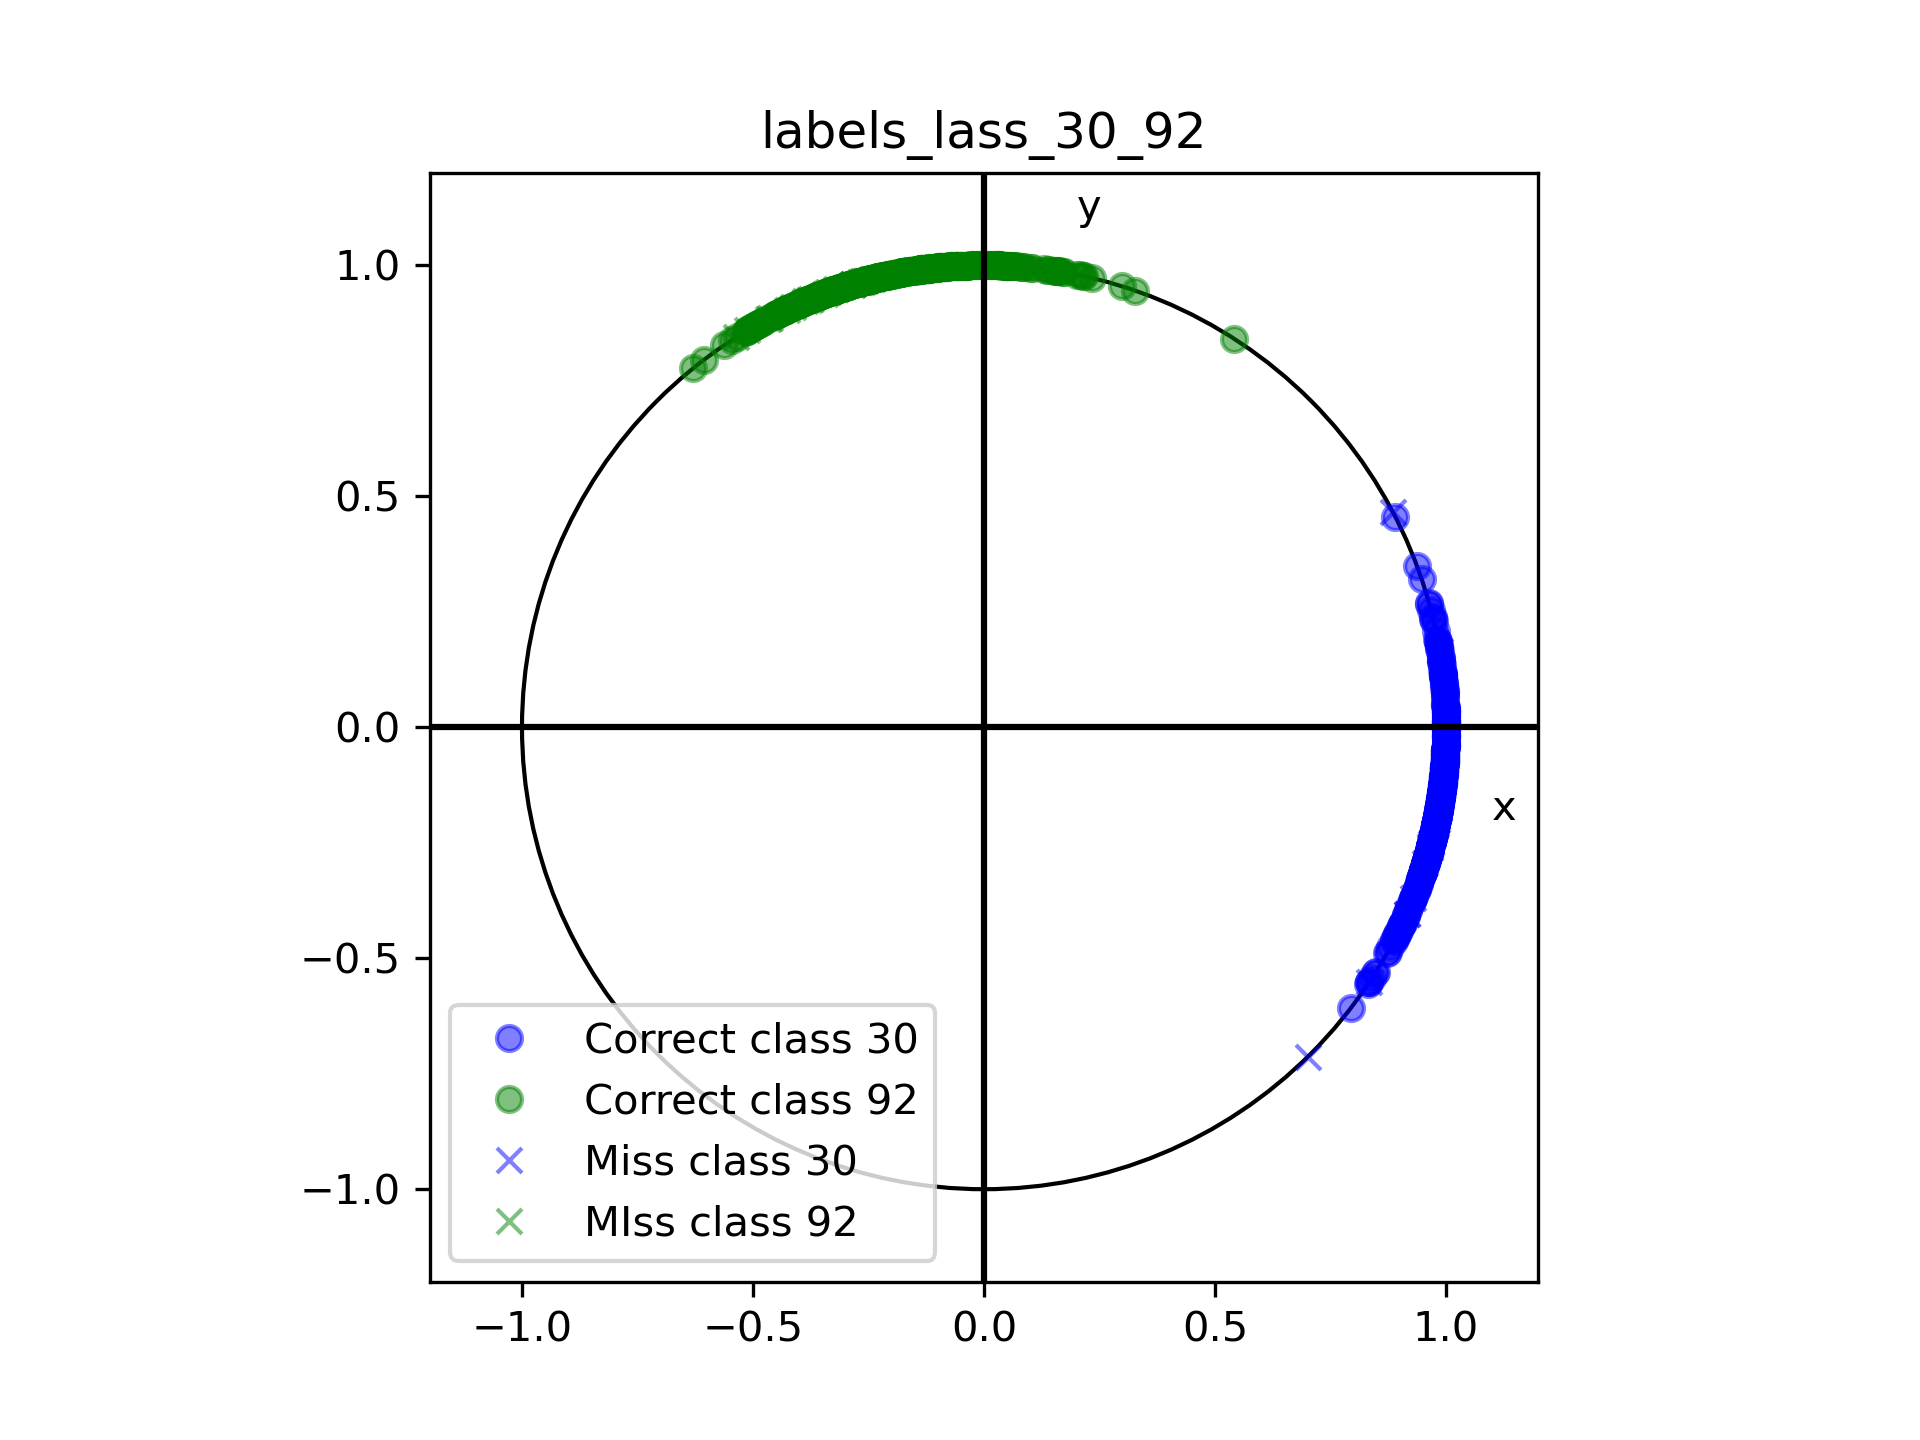 labels_lass_30_92
y
1.0
0.5
0.0
x
−0.5
−1.0
Correct class 30
Correct class 92
Miss class 30
MIss class 92
−1.0 −0.5 0.0 0.5 1.0